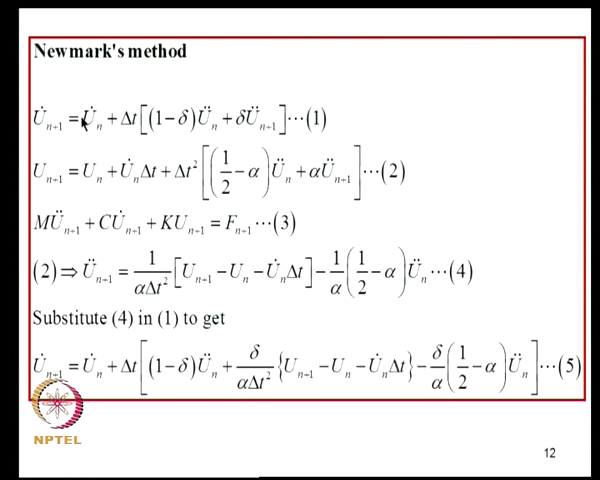 Newmark's method
U̇ₙ₊₁ = U̇ₙ + Δt[(1−δ)Üₙ + δÜₙ₊₁]⋯(1)
Uₙ₊₁ = Uₙ + U̇ₙΔt + Δt²[(1/2 − α)Üₙ + αÜₙ₊₁]⋯(2)
MÜₙ₊₁ + CU̇ₙ₊₁ + KUₙ₊₁ = Fₙ₊₁⋯(3)
(2)⇒Üₙ₊₁ = 1/(αΔt²)[Uₙ₊₁ − Uₙ − U̇ₙΔt] − 1/α(1/2 − α)Üₙ⋯(4)
Substitute (4) in (1) to get
U̇ₙ₊₁ = U̇ₙ + Δt[(1−δ)Üₙ + δ/(αΔt²){Uₙ₊₁ − Uₙ − U̇ₙΔt} − δ/α(1/2 − α)Üₙ]⋯(5)
NPTEL
12